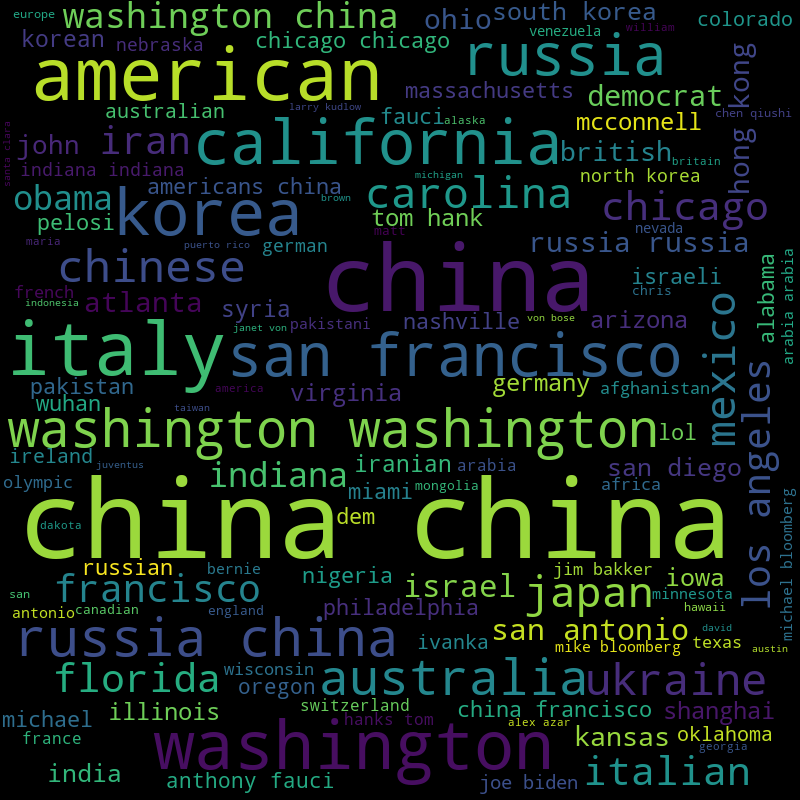 europe
washington china
ohio
south korea
colorado
korean
nebraska
chicago chicago
venezuela
william
american
russia
massachusetts
democrat
hong kong
larry kudlow
australian
fauci
alaska
mcconnell
chen qiushi
santa clara
john
iran
california
british
britain
indiana indiana
michigan
north korea
obama
americans china
brown
carolina
korea
pelosi
tom hank
chicago
maria
puerto rico
german
matt
russia russia
nevada
chinese
china
israeli
alabama
arabia arabia
french
indonesia
atlanta
syria
pakistani
nashville
von bose
chris
arizona
mexico
italy
janet von
san francisco
pakistan
america
virginia
germany
afghanistan
wuhan
taiwan
washington washington
lol
los angeles
ireland
juventus
indiana
iranian
arabia
san diego
olympic
miami
mongolia
africa
china china
michael bloomberg
dakota
dem
russian
bernie
nigeria
israel
jim bakker
iowa
san
francisco
japan
minnesota
antonio
canadian
england
philadelphia
hawaii
russia china
ivanka
san antonio
david
mike bloomberg
texas
austin
florida
wisconsin
oregon
australia
ukraine
michael
illinois
switzerland
china francisco
shanghai
france
washington
hanks tom
alex azar
kansas
oklahoma
georgia
india
anthony fauci
joe biden
italian